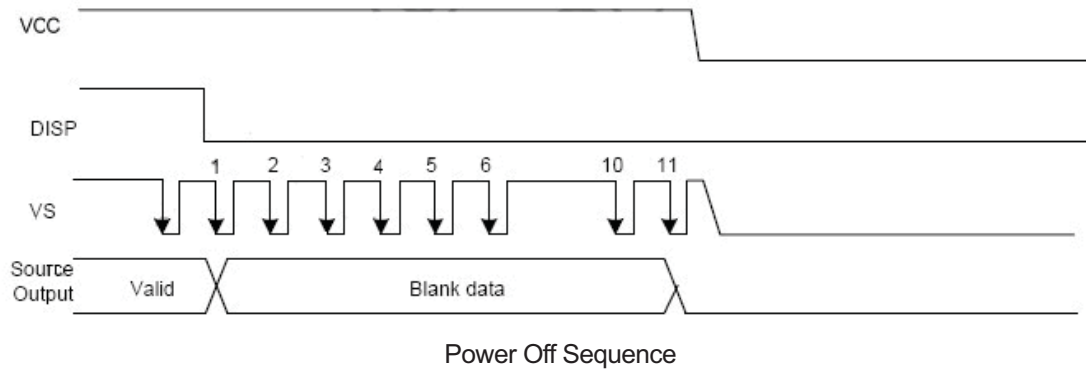 VCC
DISP
1 2 3 4 5 6 10 11
VS
Source
Output
Valid
Blank data
Power Off Sequence